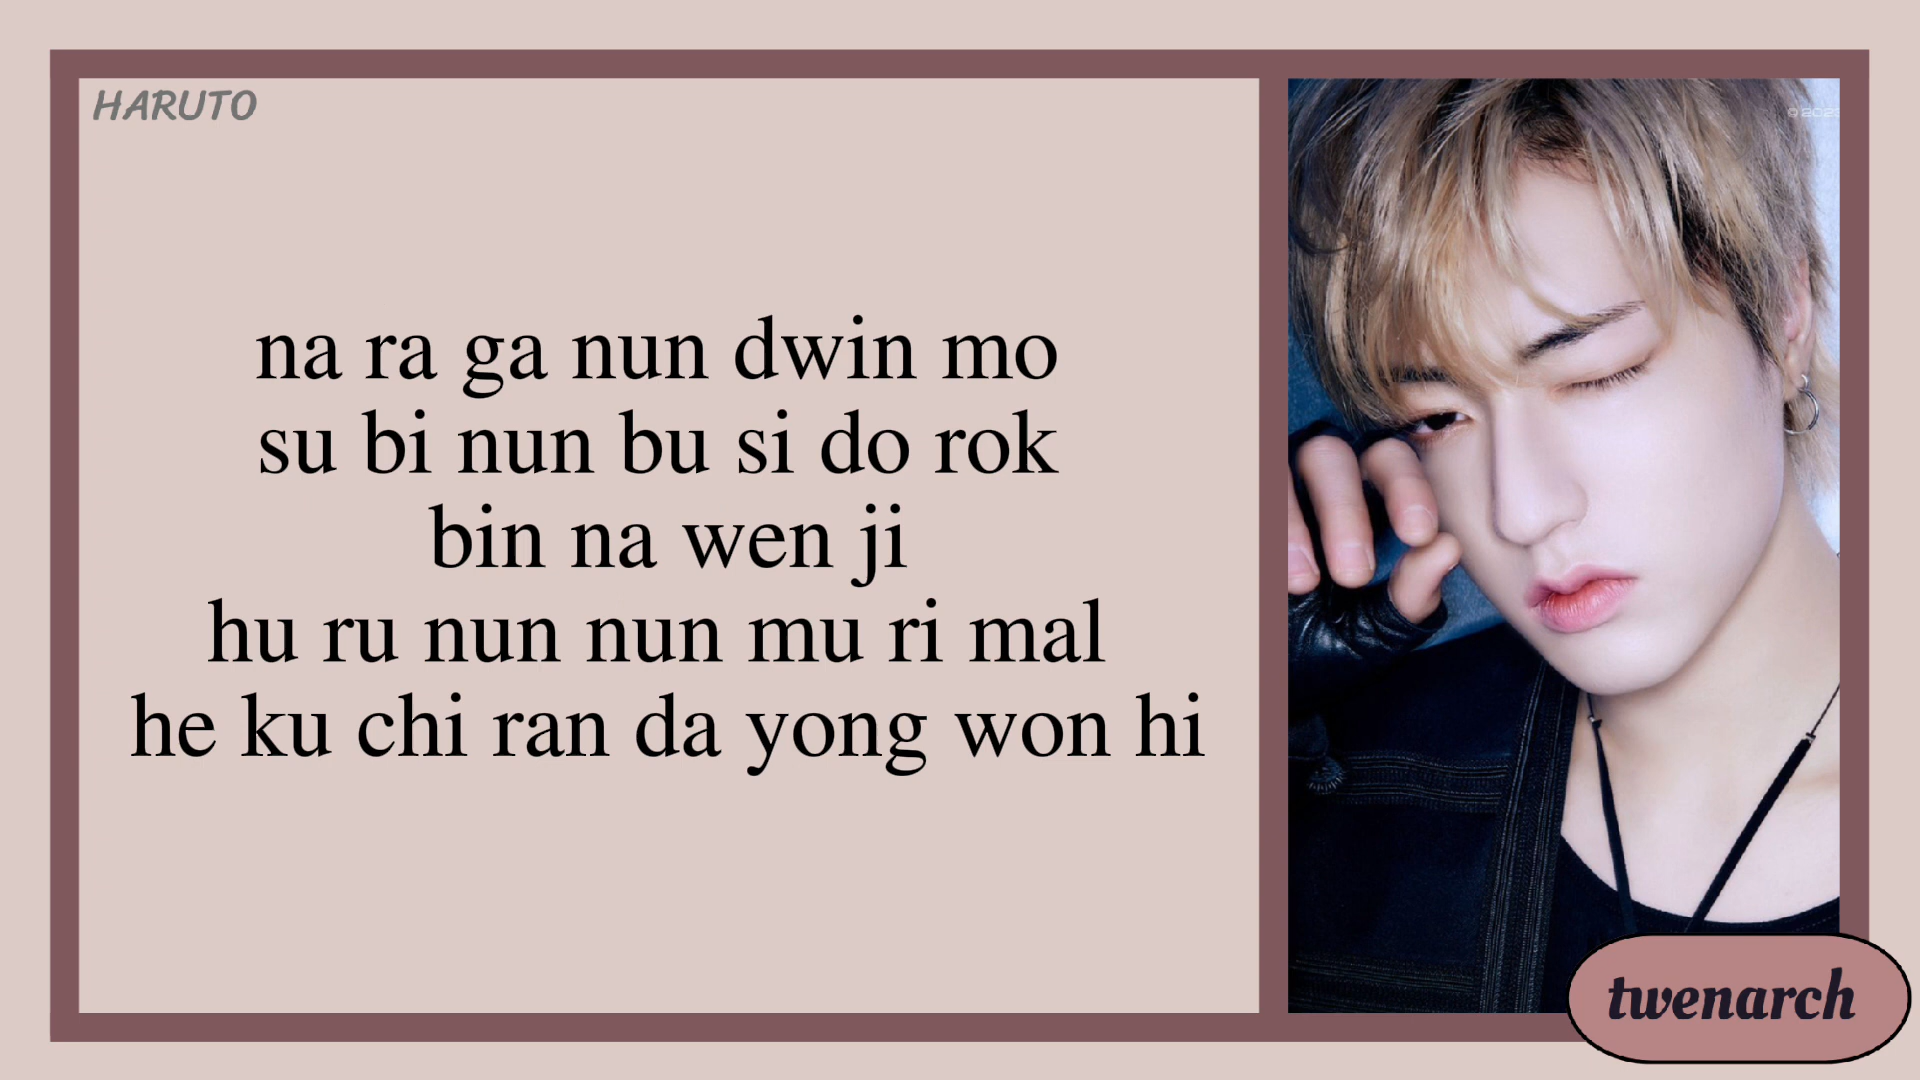 HARUTO
na ra ga nun dwin mo
su bi nun bu si do rok
bin na wen ji
hu ru nun nun mu ri mal
he ku chi ran da yong won hi
twenarch